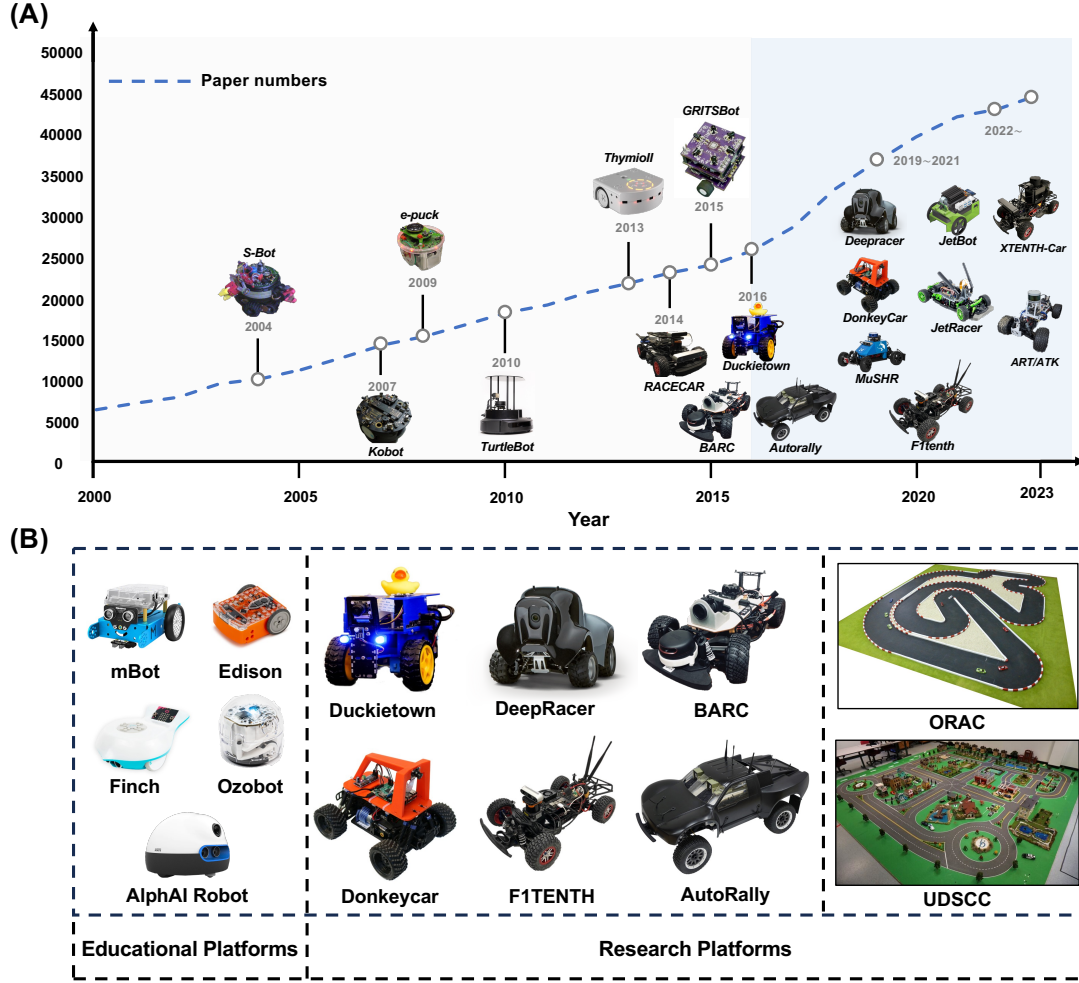 (A)
50000
45000
40000
35000
30000
25000
20000
15000
10000
5000
0
Paper numbers
S-Bot
2004
2007
Kobot
e-puck
2009
2010
TurtleBot
ThymioII
2013
GRITSBot
2015
2014
RACECAR
BARC
2016
Duckietown
Autorally
2019~2021
2022~
Deepracer
JetBot
XTENTH-Car
DonkeyCar
JetRacer
ART/ATK
MuSHR
F1tenth
2000
2005
2010
2015
2020
2023
Year
(B)
mBot
Edison
Finch
Ozobot
AlphAI Robot
Duckietown
DeepRacer
BARC
Donkeycar
F1TENTH
AutoRally
ORAC
UDSCC
Educational Platforms
Research Platforms